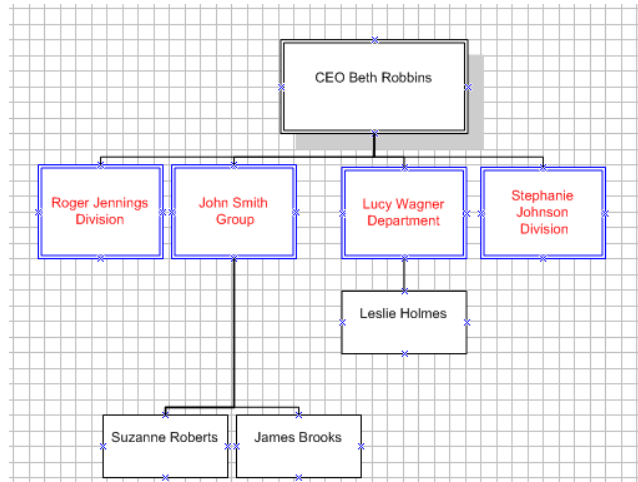 CEO Beth Robbins
Roger Jennings
Division
John Smith
Group
Lucy Wagner
Department
Stephanie
Johnson
Division
Leslie Holmes
Suzanne Roberts
James Brooks